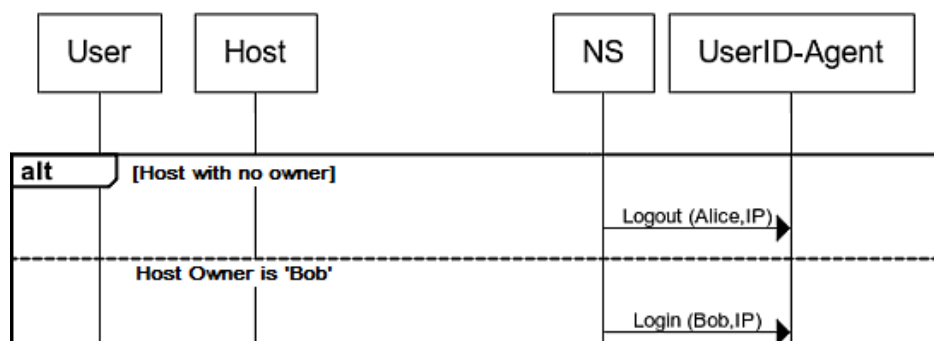 User
Host
NS
UserID-Agent
alt
[Host with no owner]
Logout (Alice,IP)
Host Owner is 'Bob'
Login (Bob,IP)